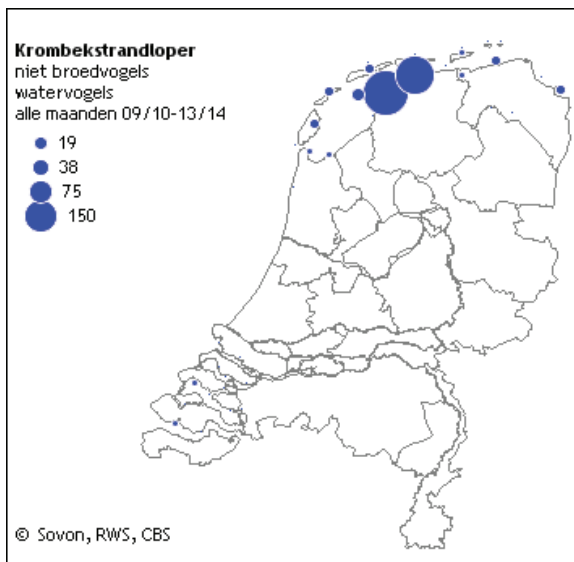 Krombekstrandloper
niet broedvogels
watervogels
alle maanden 09/10-13/14
19
38
75
150
© Sovon, RWS, CBS